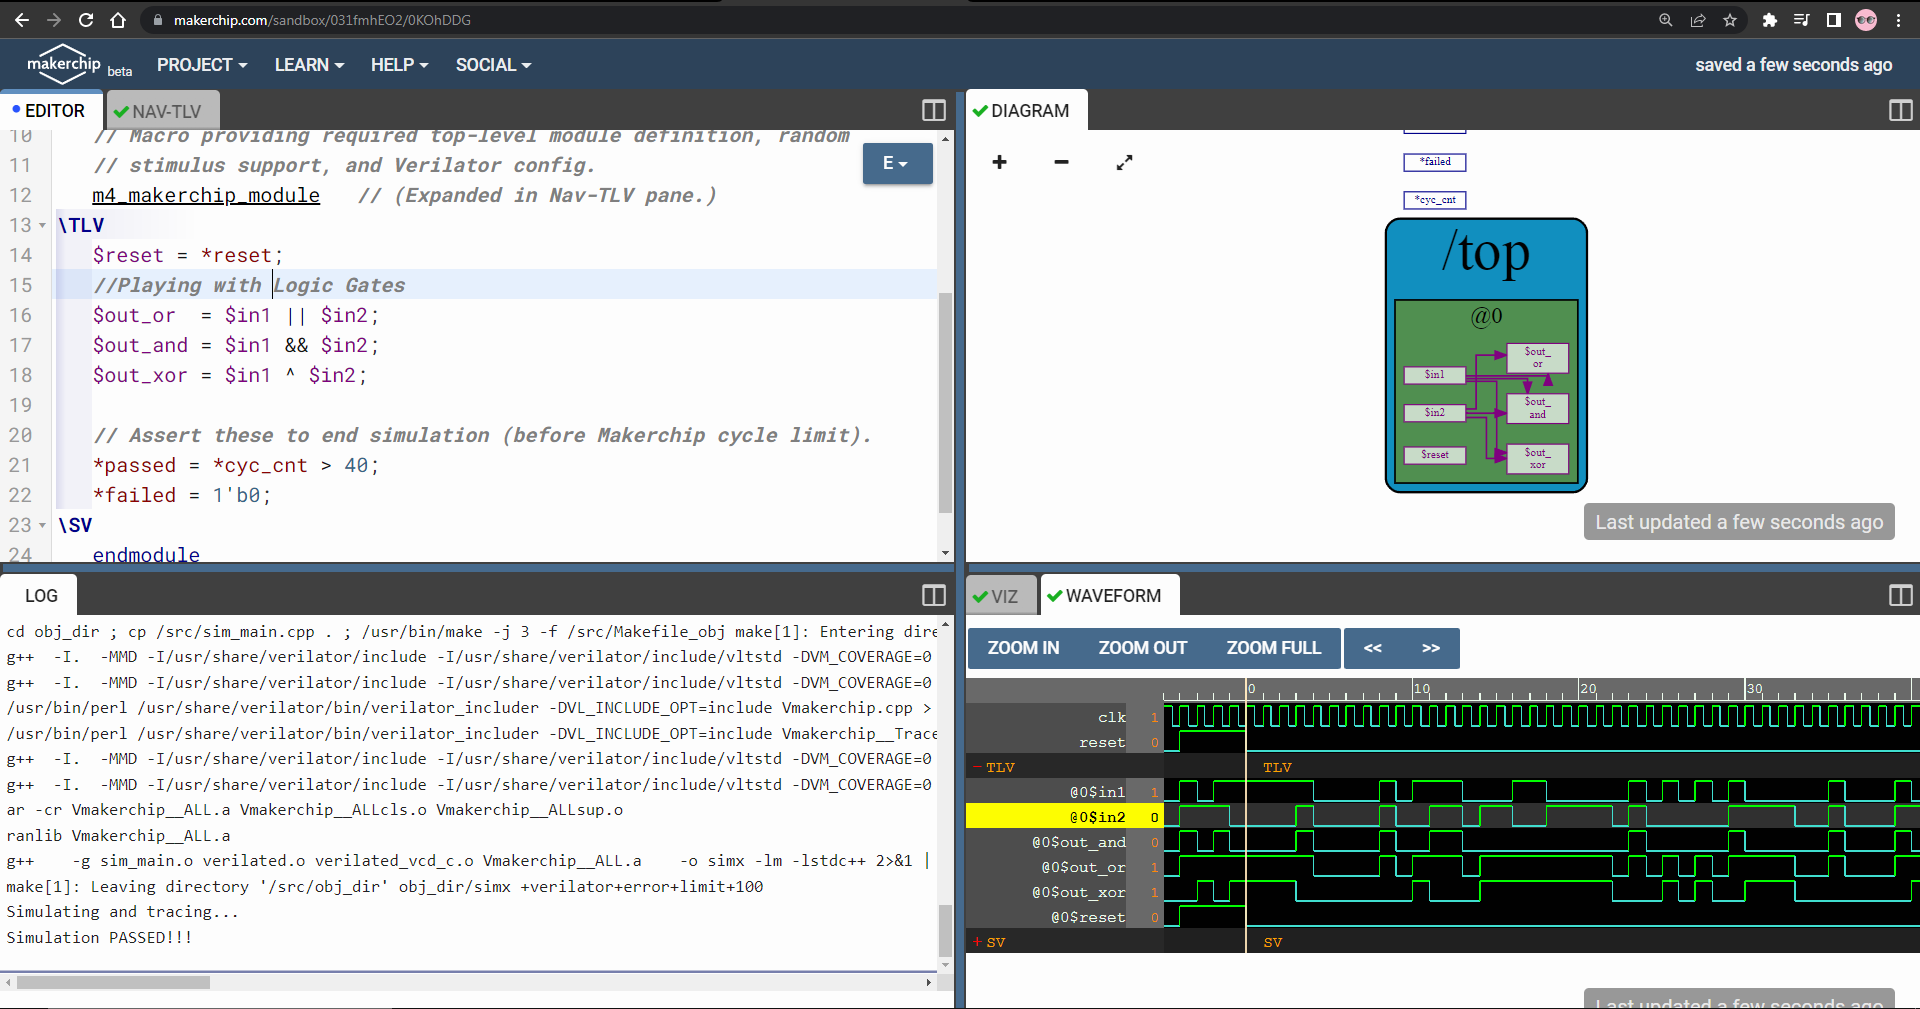 makerchip.com/sandbox/031fmhEO2/0KOhDDG
makerchip beta PROJECT LEARN HELP SOCIAL saved a few seconds ago
EDITOR NAV-TLV
10 // Macro providing required top-level module definition, random
11 // stimulus support, and Verilator config.
12 m4_makerchip_module // (Expanded in Nav-TLV pane.)
13 \TLV
14 $reset = *reset;
15 //Playing with Logic Gates
16 $out_or = $in1 || $in2;
17 $out_and = $in1 && $in2;
18 $out_xor = $in1 ^ $in2;
19
20 // Assert these to end simulation (before Makerchip cycle limit).
21 *passed = *cyc_cnt > 40;
22 *failed = 1'b0;
23 \SV
24 endmodule
E
DIAGRAM
*failed
*cyc_cnt
/top
@0
$in1
$in2
$reset
$out_
or
$out_
and
$out_
xor
Last updated a few seconds ago
LOG
cd obj_dir ; cp /src/sim_main.cpp . ; /usr/bin/make -j 3 -f /src/Makefile_obj make[1]: Entering dire
g++ -I. -MMD -I/usr/share/verilator/include -I/usr/share/verilator/include/vltstd -DVM_COVERAGE=0
g++ -I. -MMD -I/usr/share/verilator/include -I/usr/share/verilator/include/vltstd -DVM_COVERAGE=0
/usr/bin/perl /usr/share/verilator/bin/verilator_includer -DVL_INCLUDE_OPT=include Vmakerchip.cpp >
/usr/bin/perl /usr/share/verilator/bin/verilator_includer -DVL_INCLUDE_OPT=include Vmakerchip__Trace
g++ -I. -MMD -I/usr/share/verilator/include -I/usr/share/verilator/include/vltstd -DVM_COVERAGE=0
g++ -I. -MMD -I/usr/share/verilator/include -I/usr/share/verilator/include/vltstd -DVM_COVERAGE=0
ar -cr Vmakerchip__ALL.a Vmakerchip__ALLcls.o Vmakerchip__ALLsup.o
ranlib Vmakerchip__ALL.a
g++ -g sim_main.o verilated.o verilated_vcd_c.o Vmakerchip__ALL.a -o simx -lm -lstdc++ 2>&1 |
make[1]: Leaving directory '/src/obj_dir' obj_dir/simx +verilator+error+limit+100
Simulating and tracing...
Simulation PASSED!!!
VIZ WAVEFORM
ZOOM IN ZOOM OUT ZOOM FULL << >>
0 10 20 30
clk 1
reset 0
- TLV TLV
@0$in1 1
@0$in2 0
@0$out_and 0
@0$out_or 1
@0$out_xor 1
@0$reset 0
+ SV SV
Last updated a few seconds ago